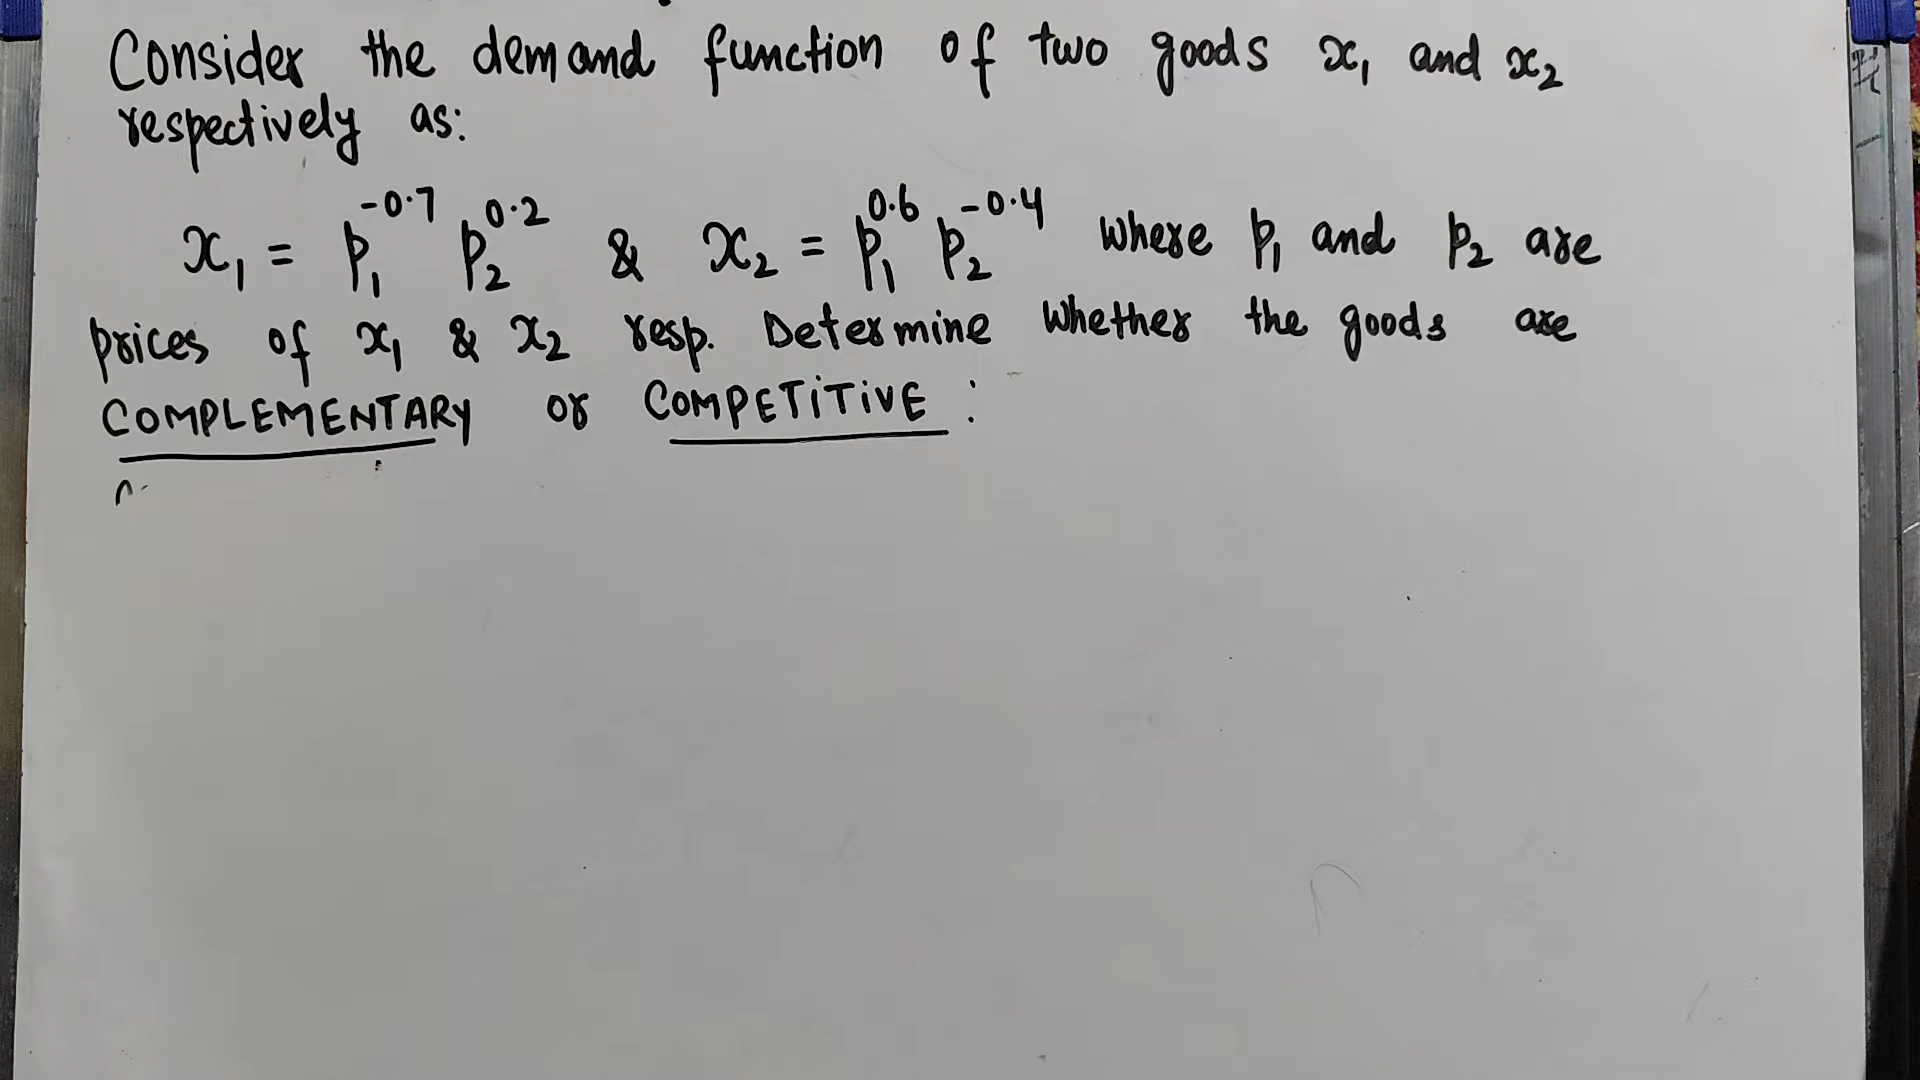 Consider the demand function of two goods x₁ and x₂
respectively as:
x₁ = p₁^-0.7 p₂^0.2 & x₂ = p₁^0.6 p₂^-0.4 where p₁ and p₂ are
prices of x₁ & x₂ resp. Determine whether the goods are
COMPLEMENTARY or COMPETITIVE :